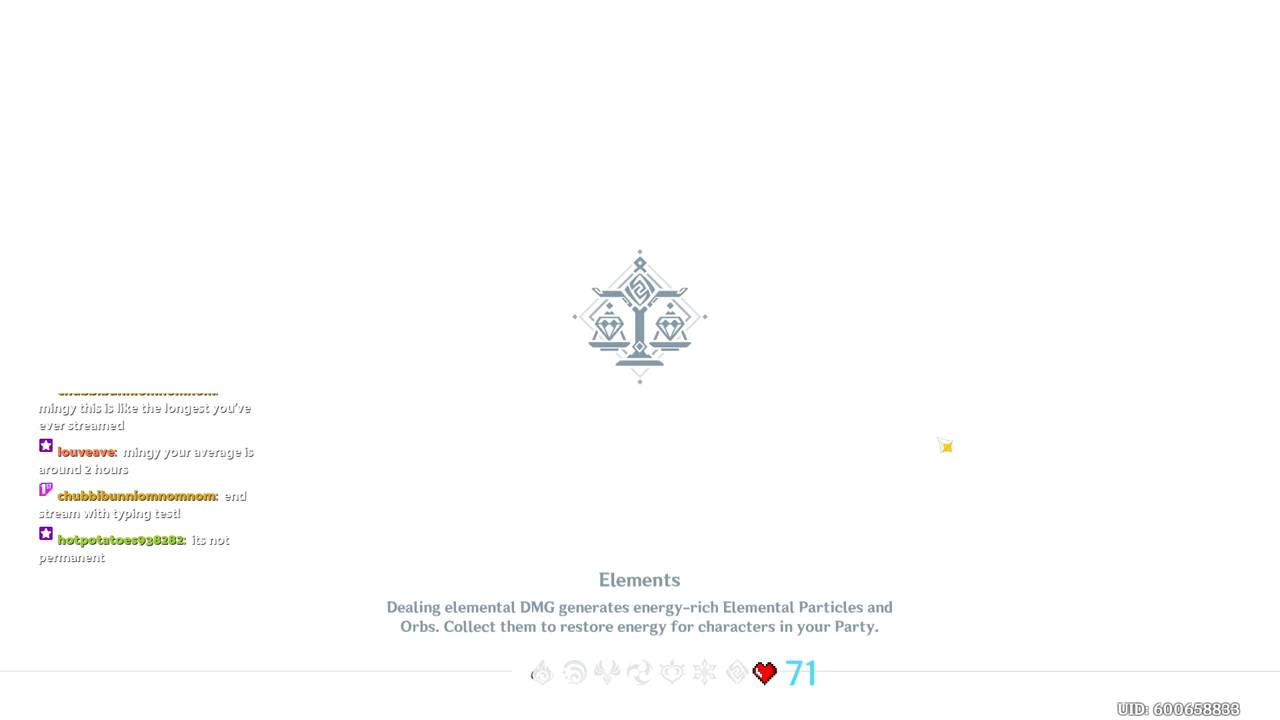 chubbibunniomnomnom:
mingy this is like the longest you've
ever streamed
louveave: mingy your average is
around 2 hours
chubbibunniomnomnom: end
stream with typing test!
hotpotatoes938282: its not
permanent
Elements
Dealing elemental DMG generates energy-rich Elemental Particles and
Orbs. Collect them to restore energy for characters in your Party.
71
UID: 600658833